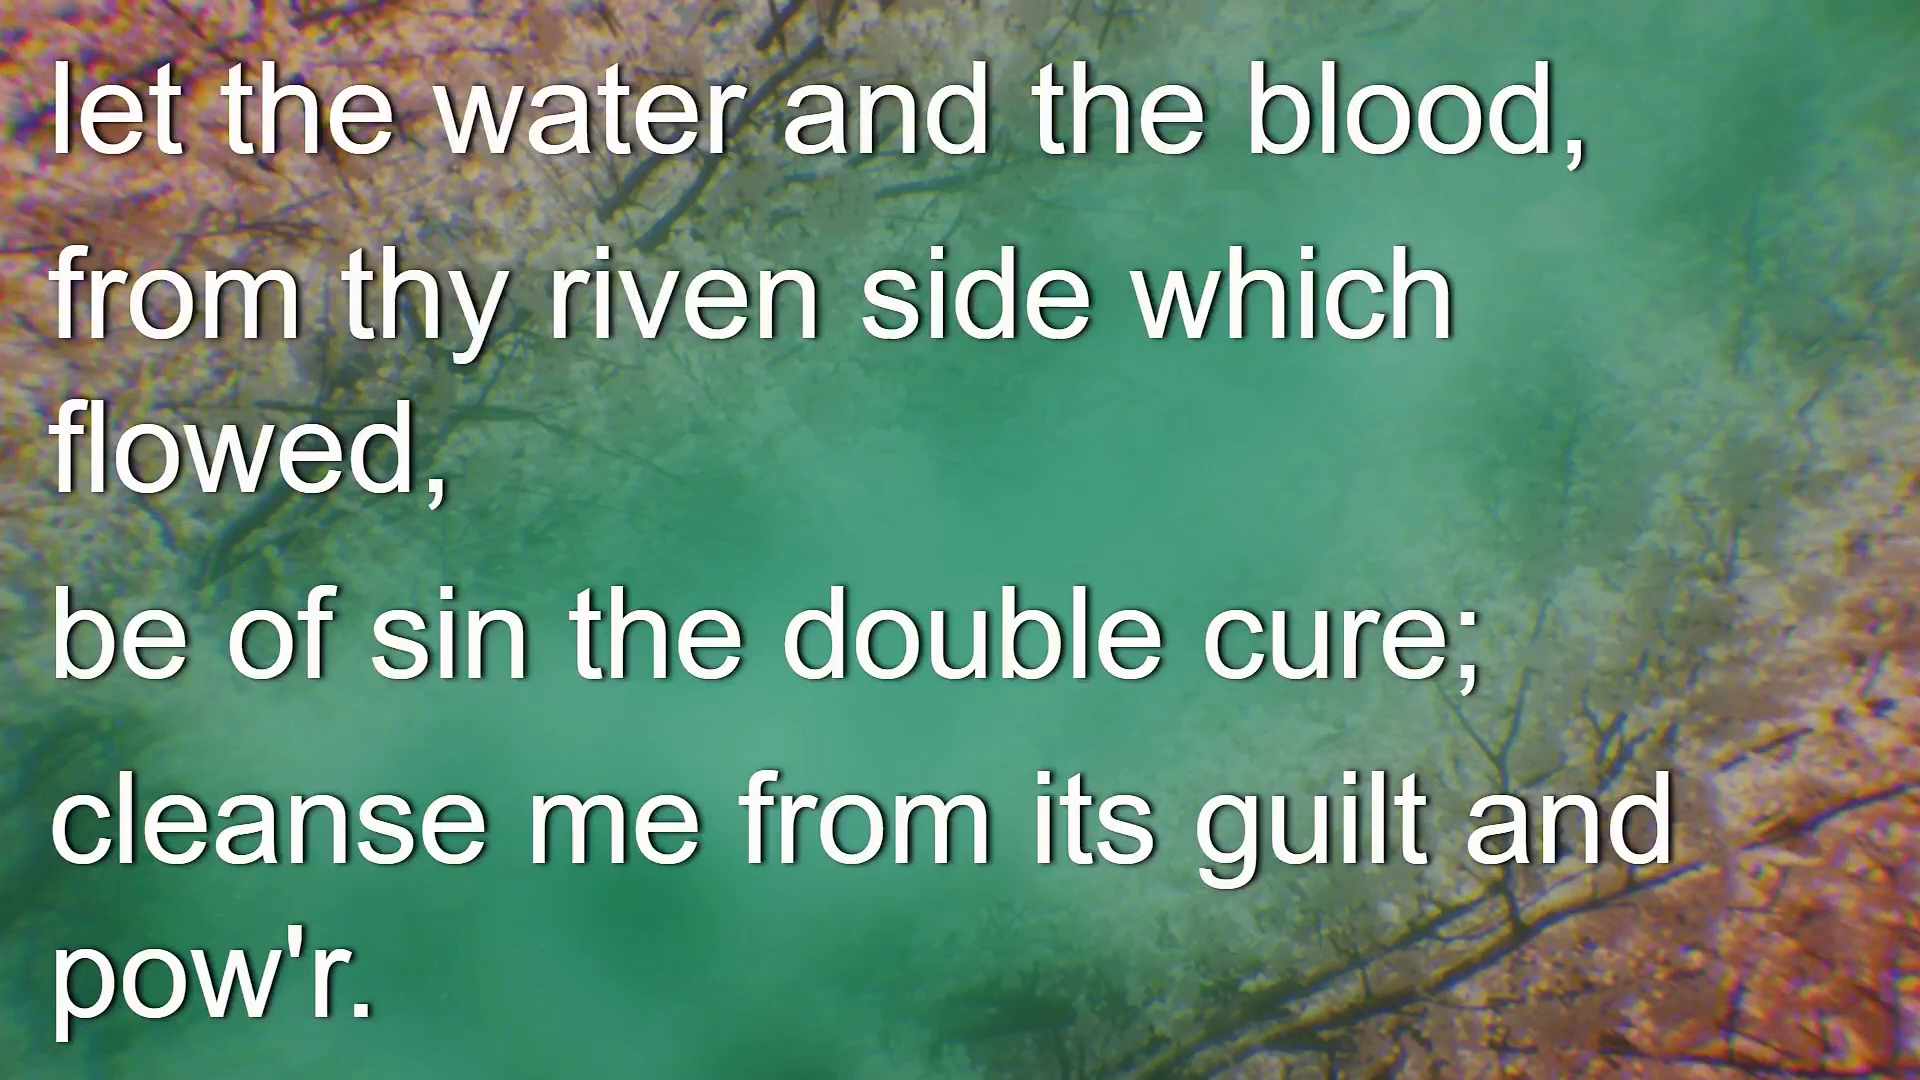 let the water and the blood,
from thy riven side which
flowed,
be of sin the double cure;
cleanse me from its guilt and
pow'r.